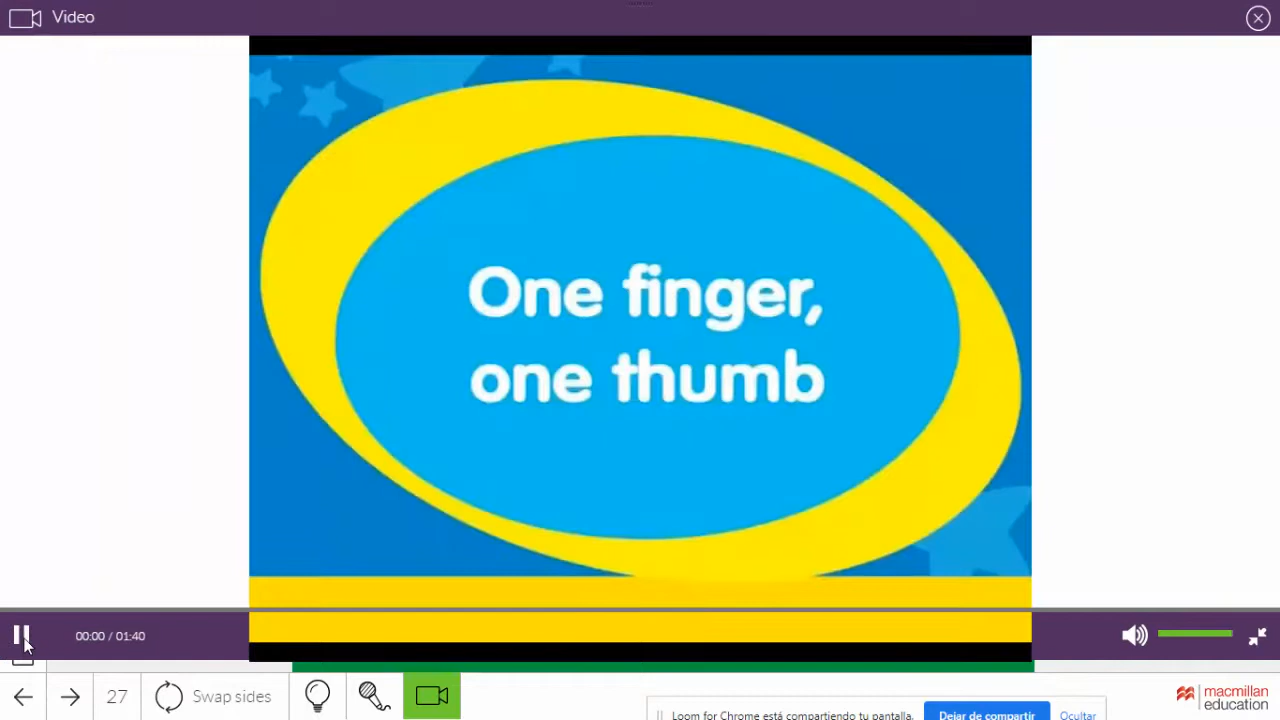 Video
One finger,
one thumb
00:00 / 01:40
27
Swap sides
macmillan
education
Loom for Chrome está compartiendo tu pantalla.
Dejar de compartir
Ocultar